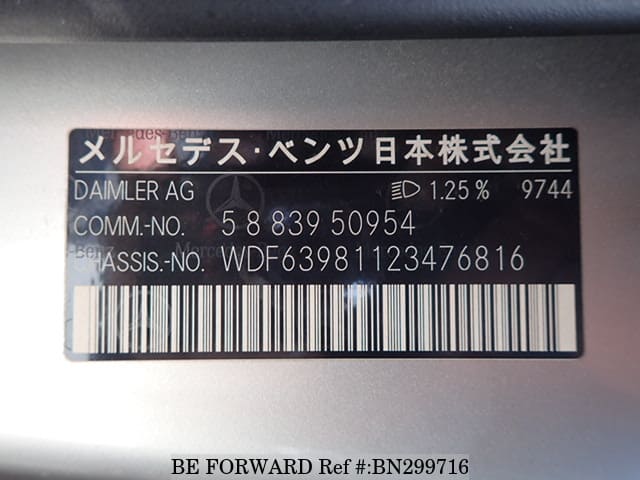 メルセデス・ベンツ日本株式会社
DAIMLER AG 1.25% 9744
COMM.-NO. 5 8 839 50954
CHASSIS.-NO. WDF63981123476816
BE FORWARD Ref #:BN299716